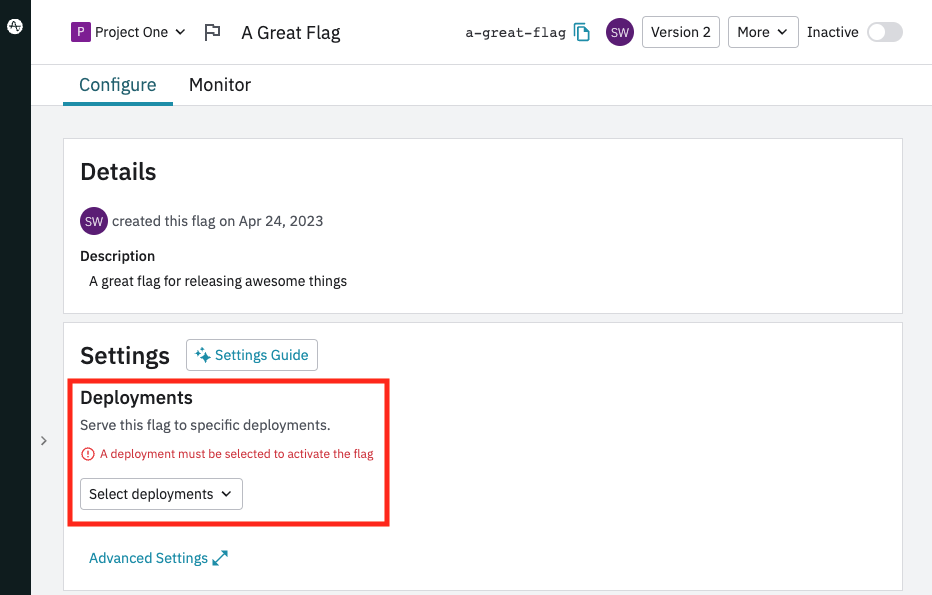 P Project One A Great Flag a-great-flag SW Version 2 More Inactive
Configure Monitor
Details
SW created this flag on Apr 24, 2023
Description
A great flag for releasing awesome things
Settings Settings Guide
Deployments
Serve this flag to specific deployments.
A deployment must be selected to activate the flag
Select deployments
Advanced Settings